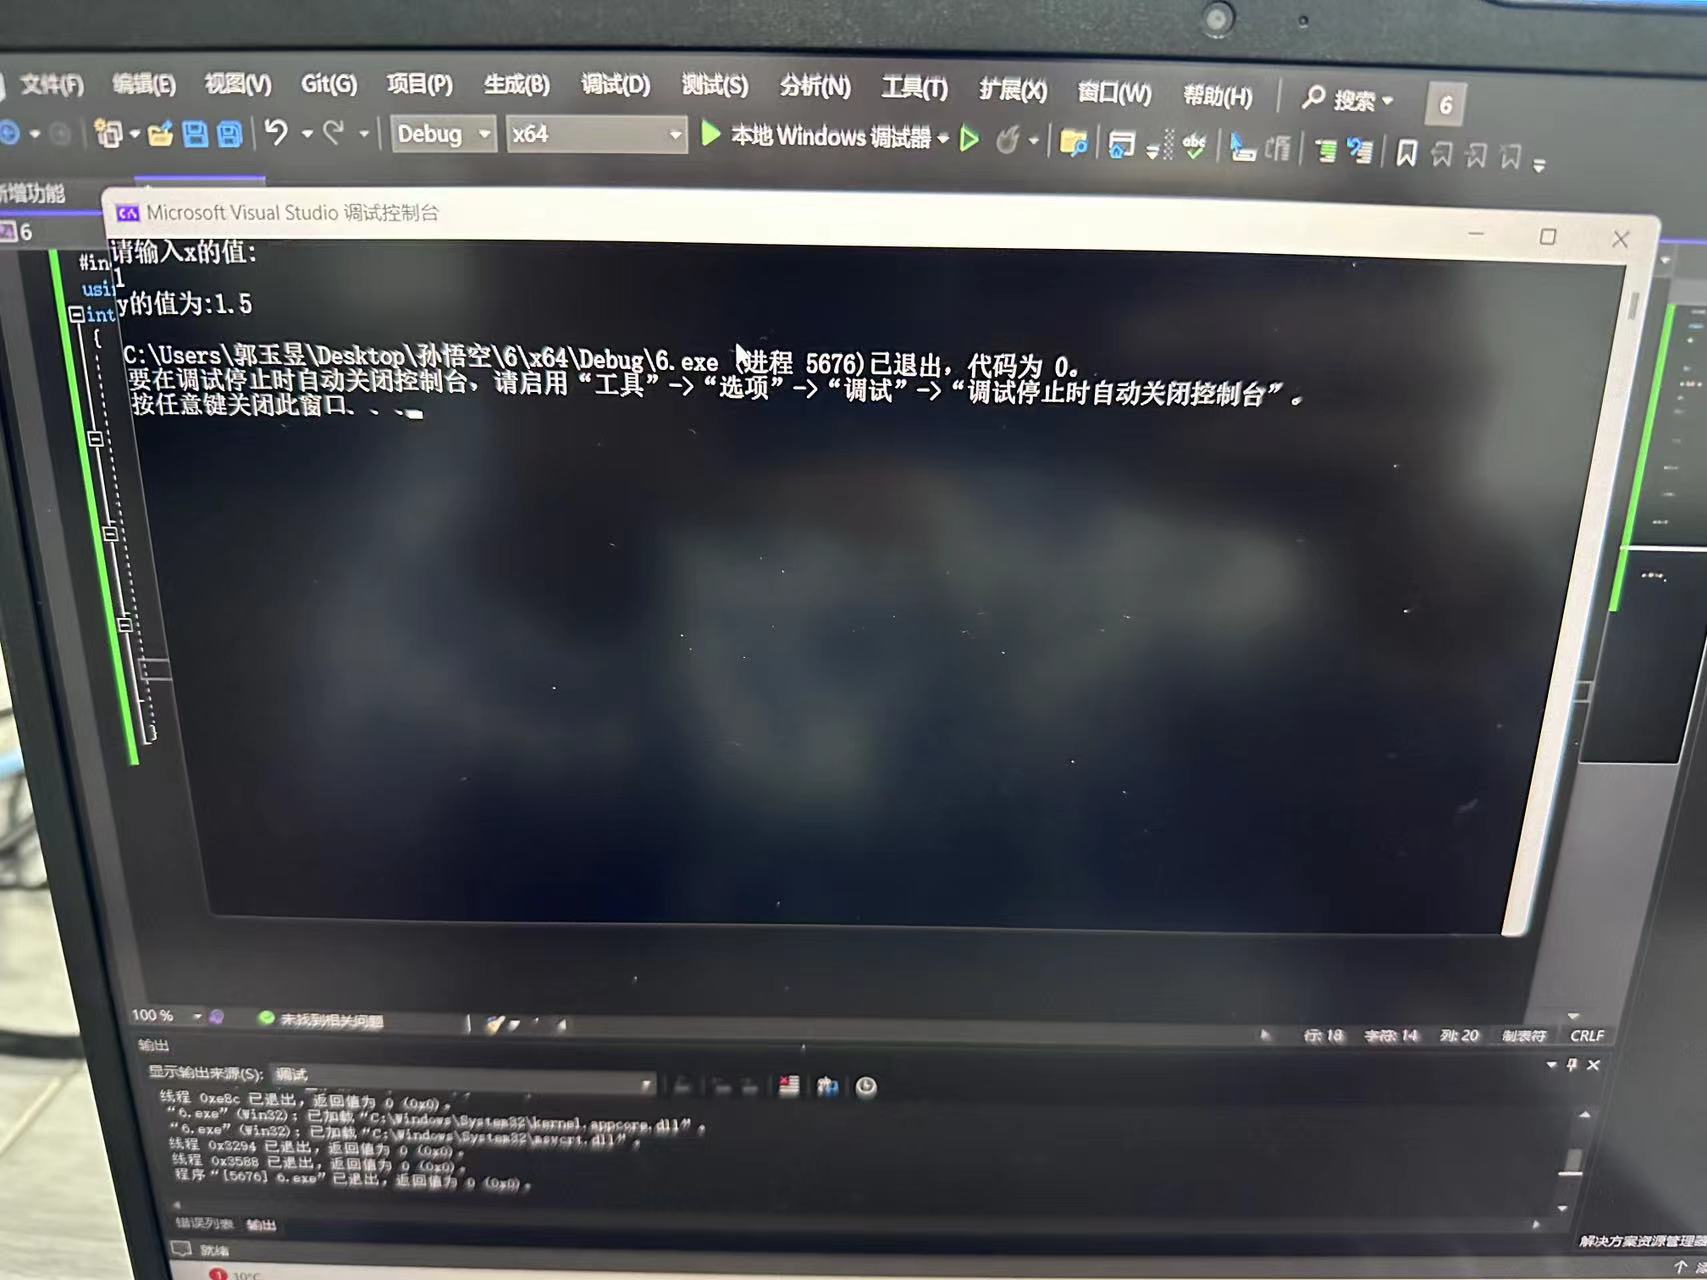 文件(F) 编辑(E) 视图(V) Git(G) 项目(P) 生成(B) 调试(D) 测试(S) 分析(N) 工具(T) 扩展(X) 窗口(W) 帮助(H) 搜索 6
Debug x64 本地 Windows 调试器
新增功能
Microsoft Visual Studio 调试控制台
6
#in
usi
int
{
}
请输入x的值:
1
y的值为:1.5
C:\Users\郭玉昱\Desktop\孙悟空\6\x64\Debug\6.exe (进程 5676)已退出，代码为 0。
要在调试停止时自动关闭控制台，请启用“工具”->“选项”->“调试”->“调试停止时自动关闭控制台”。
按任意键关闭此窗口. . .
100 % 未找到相关问题 行: 18 字符: 14 列: 20 制表符 CRLF
输出
显示输出来源(S): 调试
线程 0xe8c 已退出，返回值为 0 (0x0)。
“6.exe”(Win32): 已加载“C:\Windows\System32\kernel.appcore.dll”。
“6.exe”(Win32): 已加载“C:\Windows\System32\msvcrt.dll”。
线程 0x3294 已退出，返回值为 0 (0x0)。
线程 0x3588 已退出，返回值为 0 (0x0)。
程序“[5676] 6.exe”已退出，返回值为 0 (0x0)。
错误列表 输出
解决方案资源管理器
就绪
10°C